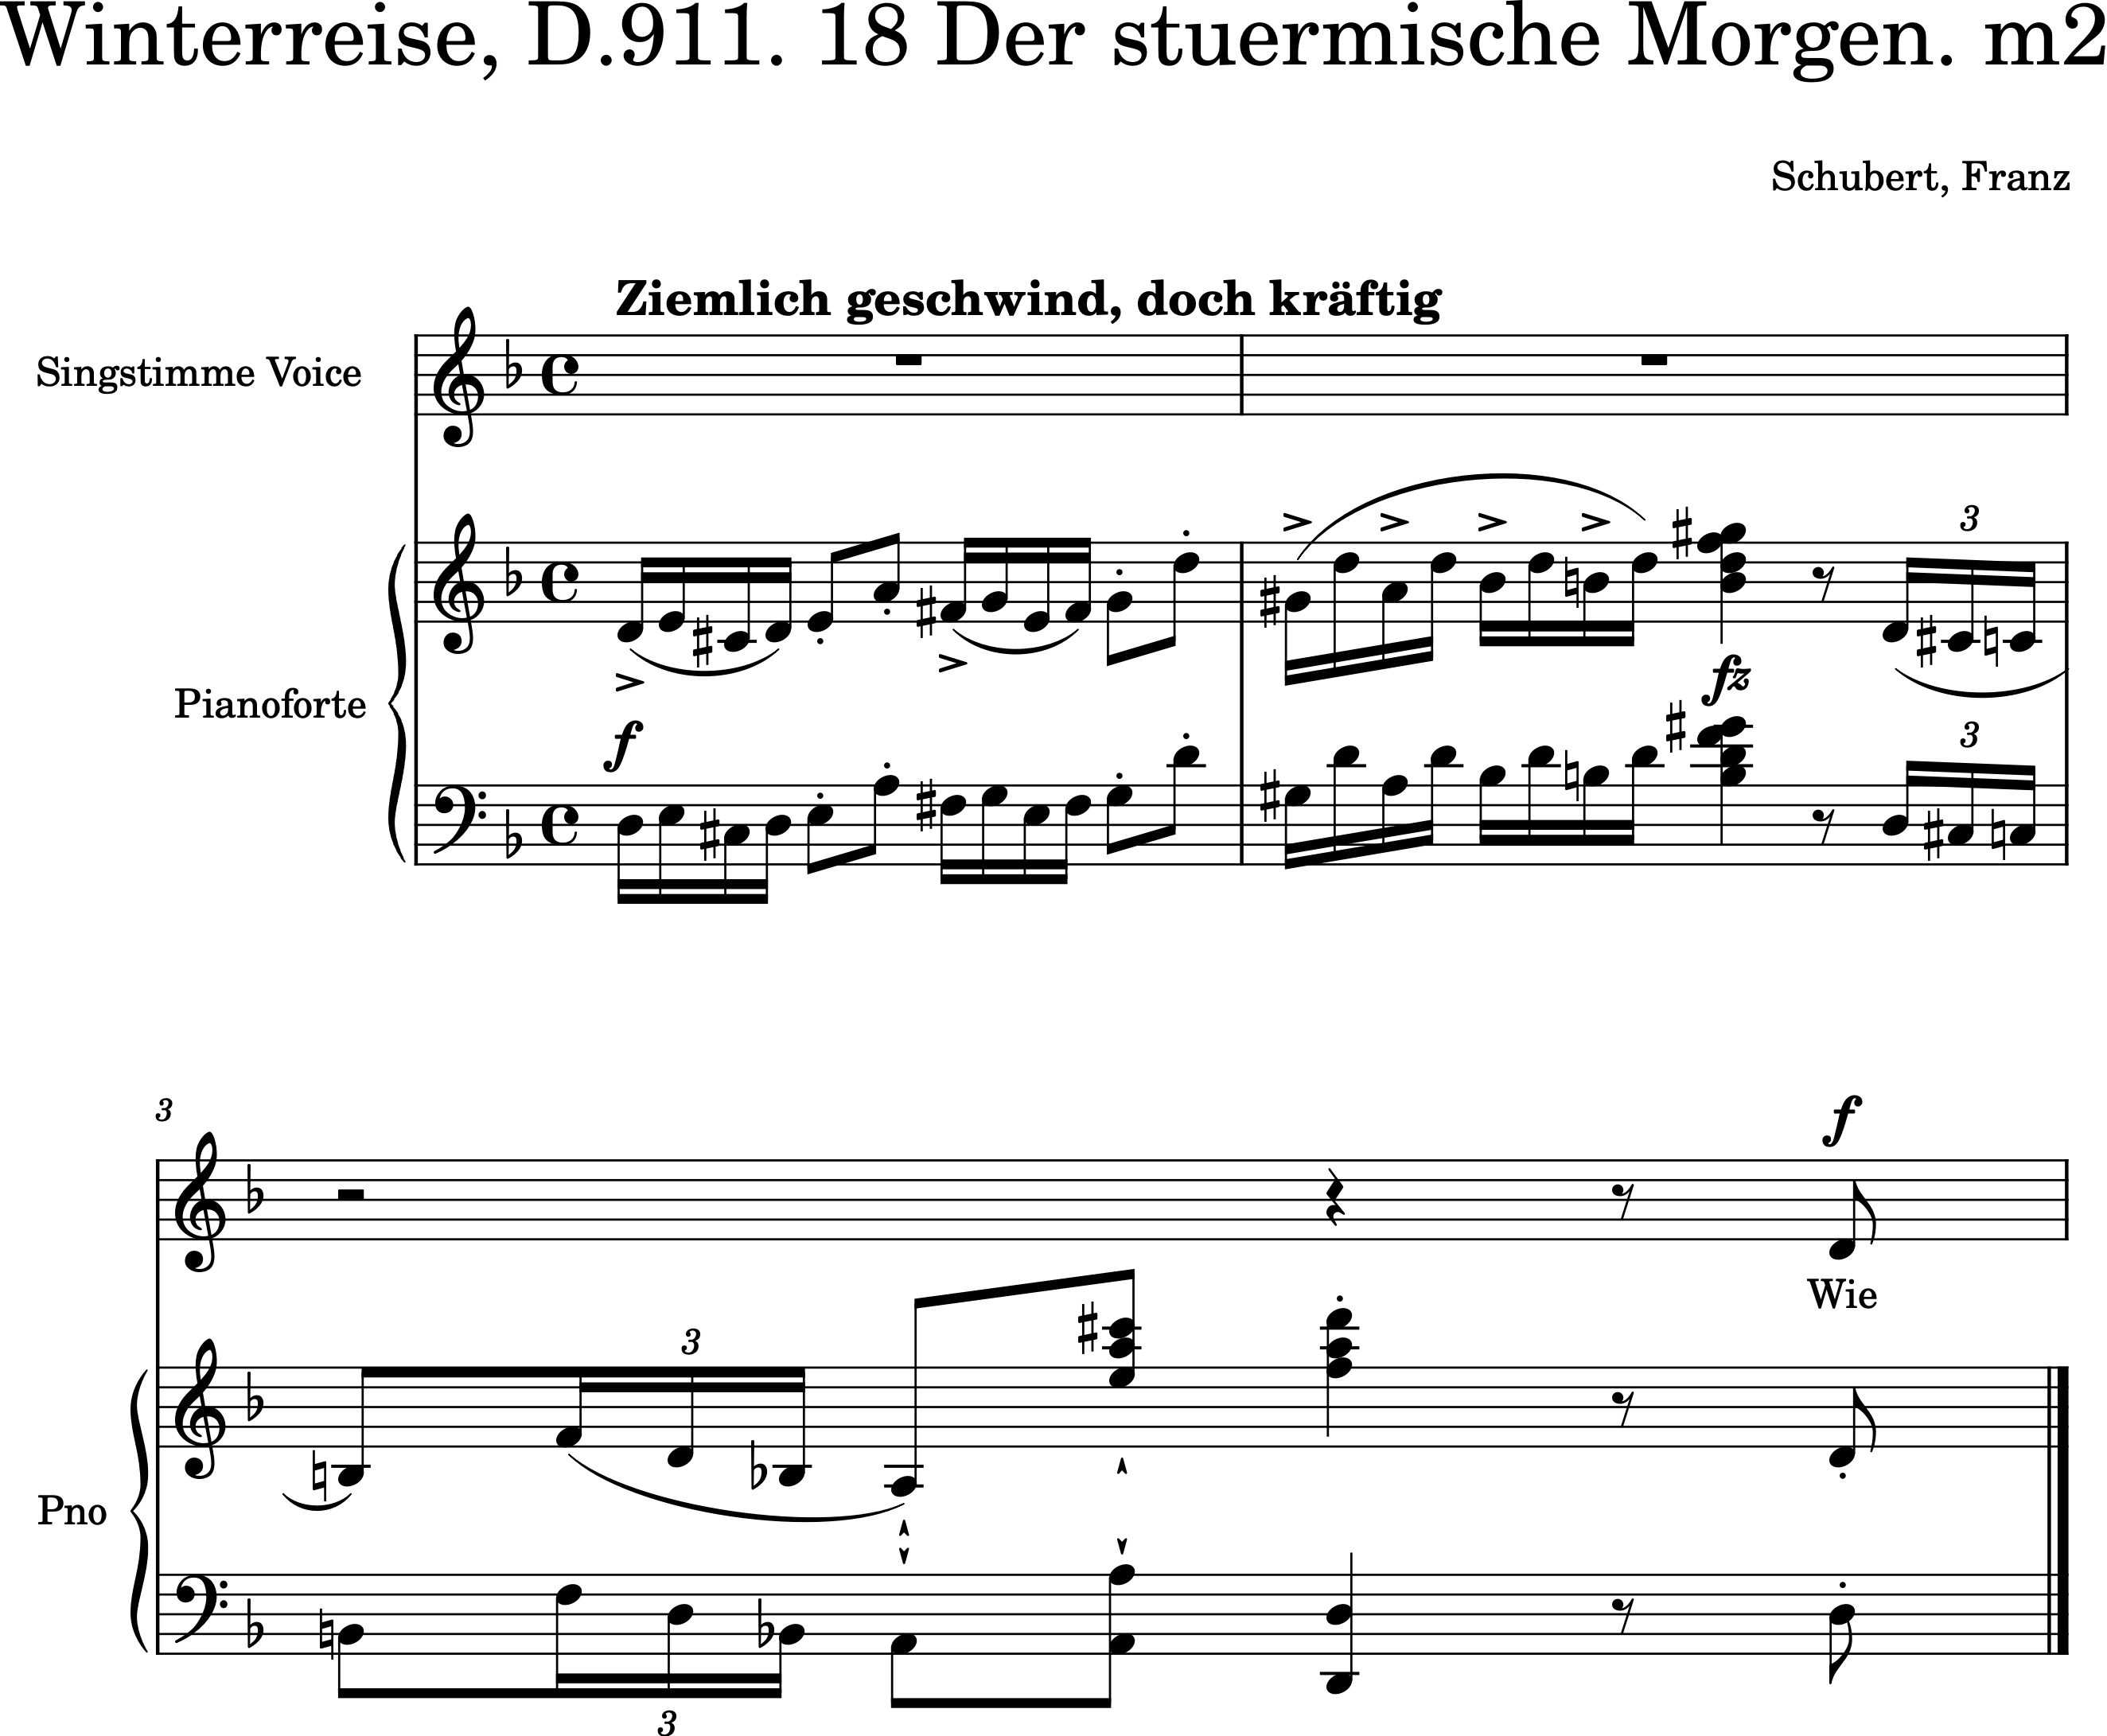 Winterreise, D.911. 18 Der stuermische Morgen. m2
Schubert, Franz
Ziemlich geschwind, doch kräftig
Singstimme Voice
3
Pianoforte
fz
f
3
3
f
Wie
3
Pno
3